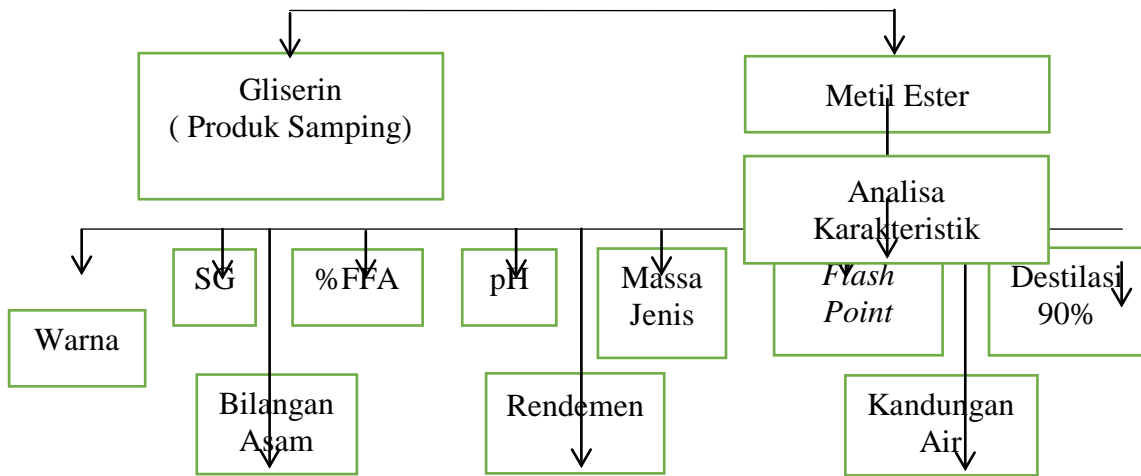 Gliserin
( Produk Samping)
Metil Ester
Analisa
Karakteristik
Warna
SG
%FFA
pH
Massa
Jenis
Flash
Point
Destilasi
90%
Bilangan
Asam
Rendemen
Kandungan
Air